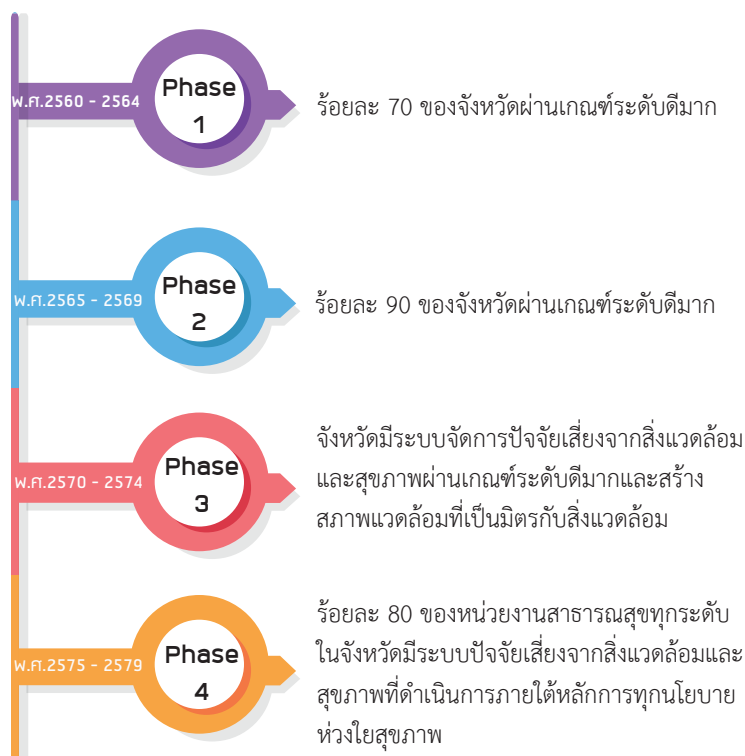 พ.ศ.2560 - 2564
Phase
1
ร้อยละ 70 ของจังหวัดผ่านเกณฑ์ระดับดีมาก
พ.ศ.2565 - 2569
Phase
2
ร้อยละ 90 ของจังหวัดผ่านเกณฑ์ระดับดีมาก
พ.ศ.2570 - 2574
Phase
3
จังหวัดมีระบบจัดการปัจจัยเสี่ยงจากสิ่งแวดล้อม
และสุขภาพผ่านเกณฑ์ระดับดีมากและสร้าง
สภาพแวดล้อมที่เป็นมิตรกับสิ่งแวดล้อม
พ.ศ.2575 - 2579
Phase
4
ร้อยละ 80 ของหน่วยงานสาธารณสุขทุกระดับ
ในจังหวัดมีระบบปัจจัยเสี่ยงจากสิ่งแวดล้อมและ
สุขภาพที่ดำเนินการภายใต้หลักการทุกนโยบาย
ห่วงใยสุขภาพ